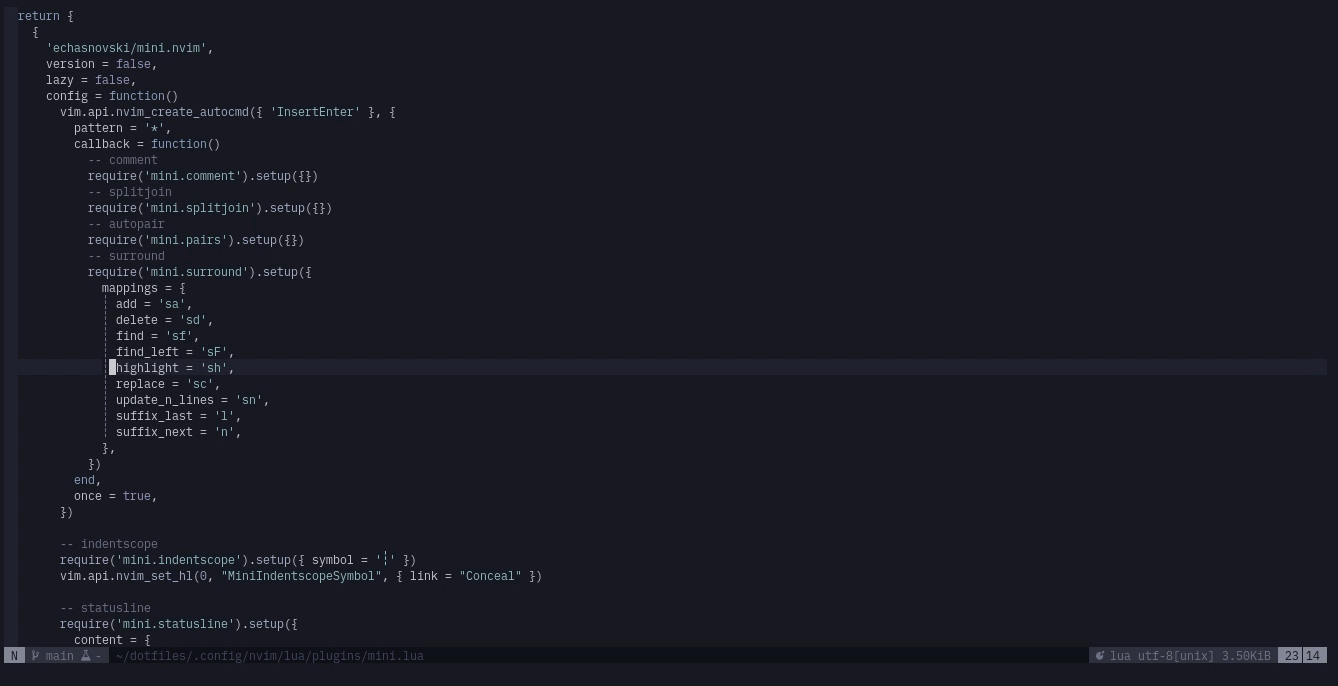 return {
  {
    'echasnovski/mini.nvim',
    version = false,
    lazy = false,
    config = function()
      vim.api.nvim_create_autocmd({ 'InsertEnter' }, {
        pattern = '*',
        callback = function()
          -- comment
          require('mini.comment').setup({})
          -- splitjoin
          require('mini.splitjoin').setup({})
          -- autopair
          require('mini.pairs').setup({})
          -- surround
          require('mini.surround').setup({
            mappings = {
              add = 'sa',
              delete = 'sd',
              find = 'sf',
              find_left = 'sF',
              highlight = 'sh',
              replace = 'sc',
              update_n_lines = 'sn',
              suffix_last = 'l',
              suffix_next = 'n',
            },
          })
        end,
        once = true,
      })

      -- indentscope
      require('mini.indentscope').setup({ symbol = '┆' })
      vim.api.nvim_set_hl(0, "MiniIndentscopeSymbol", { link = "Conceal" })

      -- statusline
      require('mini.statusline').setup({
        content = {
N main - ~/dotfiles/.config/nvim/lua/plugins/mini.lua lua utf-8[unix] 3.50KiB 23|14